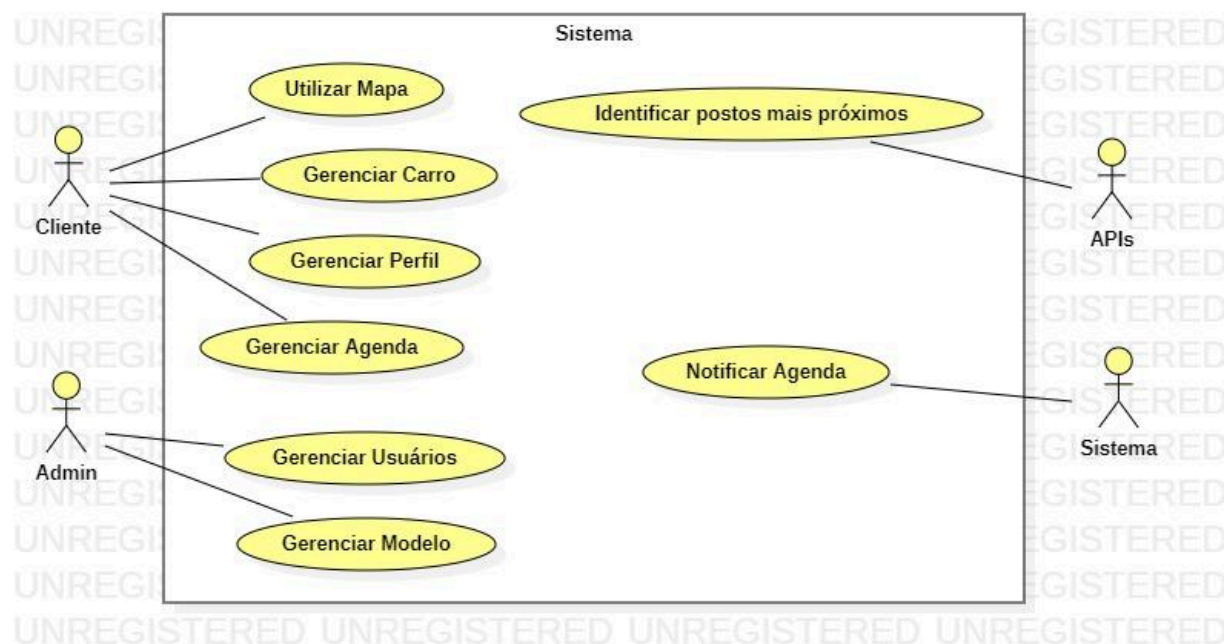 Sistema
Utilizar Mapa
Identificar postos mais próximos
Gerenciar Carro
Cliente
APIs
Gerenciar Perfil
Gerenciar Agenda
Notificar Agenda
Sistema
Admin
Gerenciar Usuários
Gerenciar Modelo
UNREGISTERED UNREGISTERED UNREGISTERED UNREGISTERED